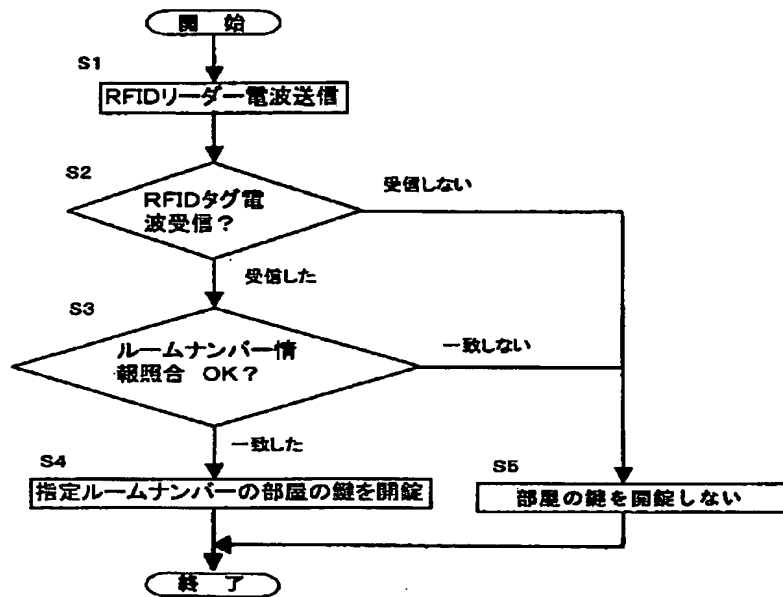 開 始
S1
RFIDリーダー電波送信
S2
RFIDタグ電
波受信?
受信しない
受信した
S3
ルームナンバー情
報照合 OK?
一致しない
一致した
S4
指定ルームナンバーの部屋の鍵を開錠
S5
部屋の鍵を開錠しない
終 了